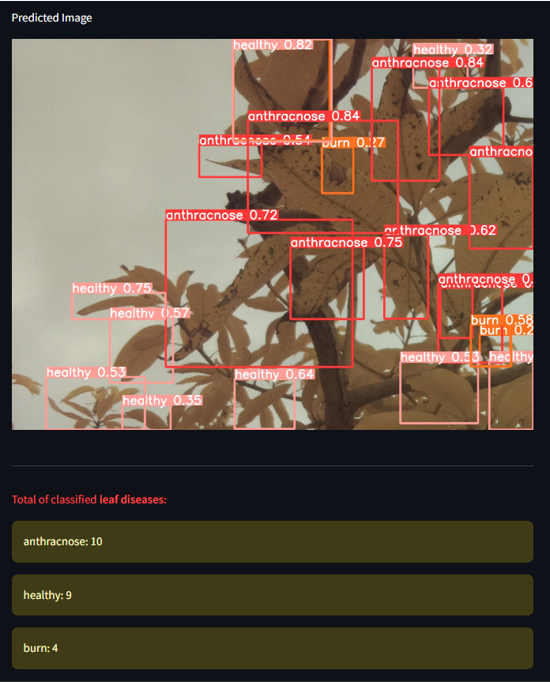 Predicted Image
healthy 0.82
healthy 0.32
anthracnose 0.84
anthracnose 0.6
anthracnose 0.84
anthracnose 0.54
burn 0.27
anthracno
anthracnose 0.72
anthracnose 0.62
anthracnose 0.75
anthracnose 0.
healthy 0.75
healthy 0.57
burn 0.58
burn 0.2
healthy 0.53
healthy
healthy 0.53
healthy 0.64
healthy 0.35
Total of classified leaf diseases:
anthracnose: 10
healthy: 9
burn: 4